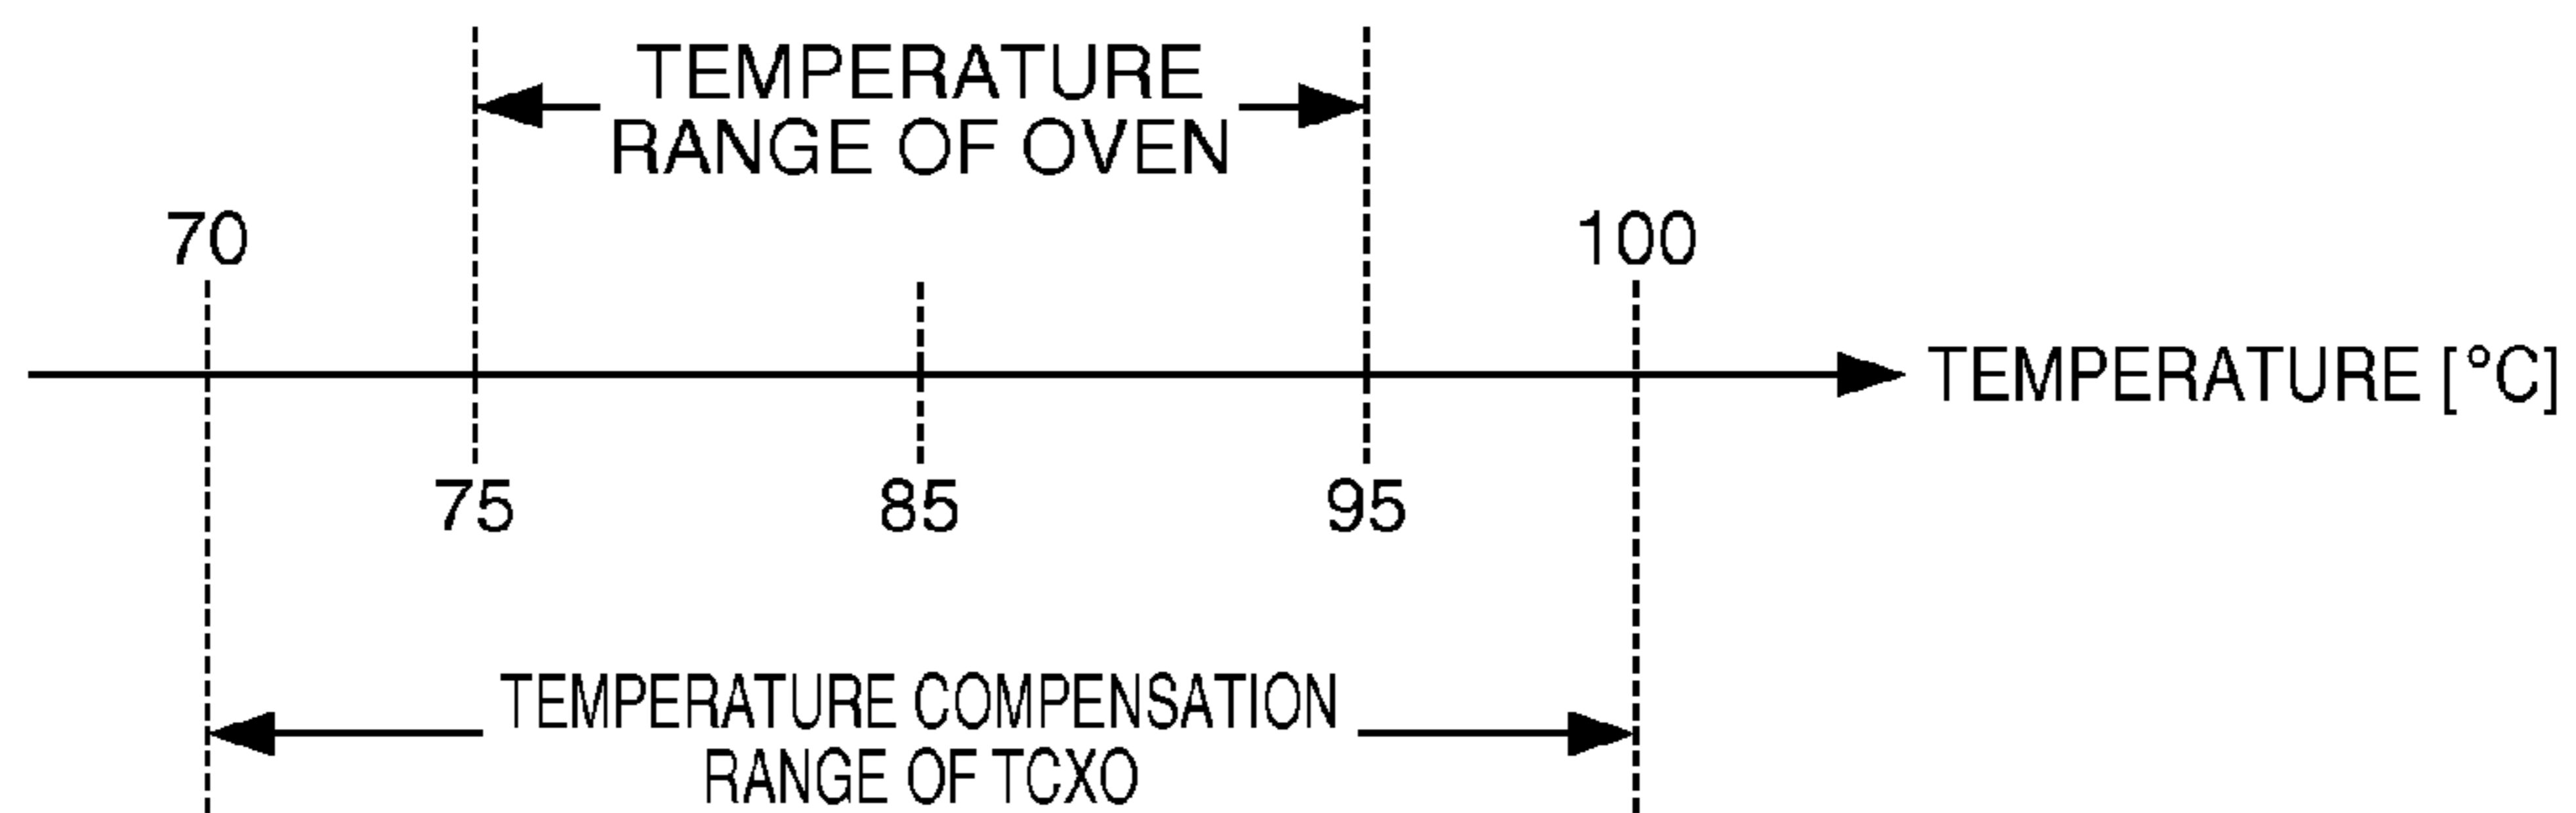 TEMPERATURE
RANGE OF OVEN
70
100
TEMPERATURE [°C]
75
85
95
TEMPERATURE COMPENSATION
RANGE OF TCXO